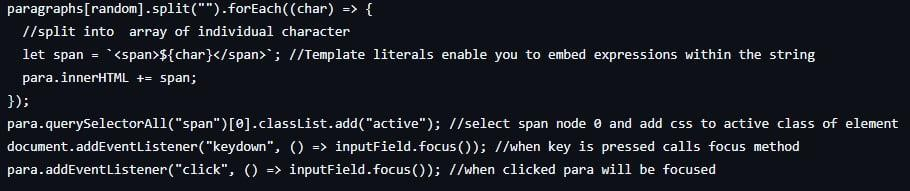 paragraphs[random].split("").forEach((char) => {
//split into  array of individual character
let span = `<span>${char}</span>`; //Template literals enable you to embed expressions within the string
para.innerHTML += span;
});
para.querySelectorAll("span")[0].classList.add("active"); //select span node 0 and add css to active class of element
document.addEventListener("keydown", () => inputField.focus()); //when key is pressed calls focus method
para.addEventListener("click", () => inputField.focus()); //when clicked para will be focused